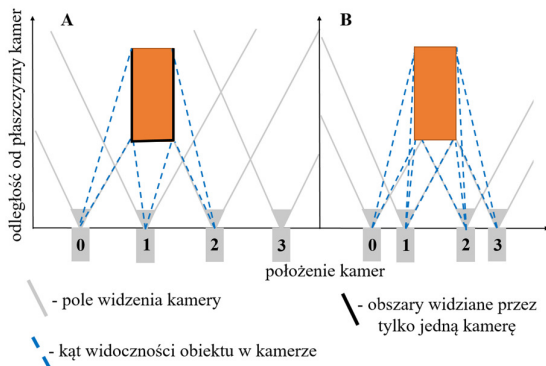 A
B
odległość od płaszczyzny kamer
0
1
2
3
0
1
2
3
położenie kamer
- pole widzenia kamery
- kąt widoczności obiektu w kamerze
- obszary widziane przez
tylko jedną kamerę